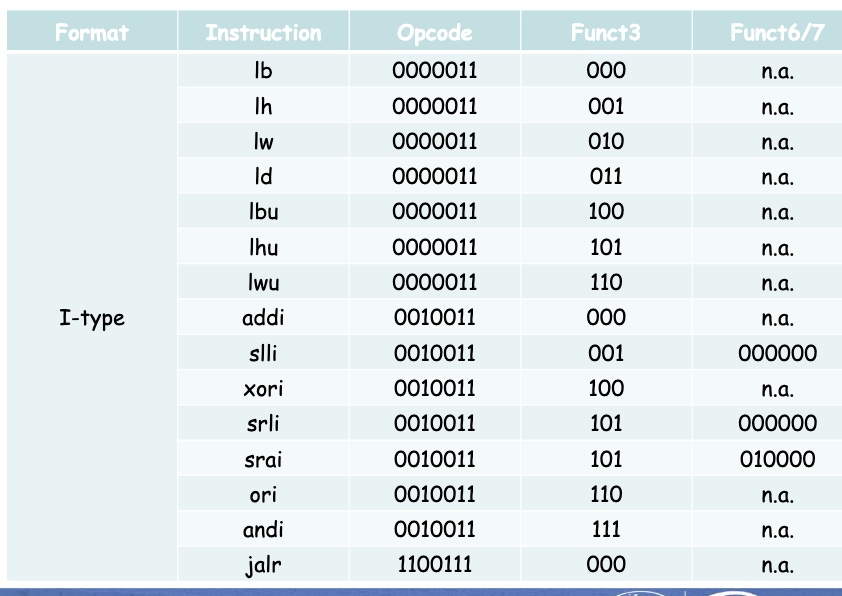 Format Instruction Opcode Funct3 Funct6/7
lb 0000011 000 n.a.
lh 0000011 001 n.a.
lw 0000011 010 n.a.
ld 0000011 011 n.a.
lbu 0000011 100 n.a.
lhu 0000011 101 n.a.
lwu 0000011 110 n.a.
I-type addi 0010011 000 n.a.
slli 0010011 001 000000
xori 0010011 100 n.a.
srli 0010011 101 000000
srai 0010011 101 010000
ori 0010011 110 n.a.
andi 0010011 111 n.a.
jalr 1100111 000 n.a.